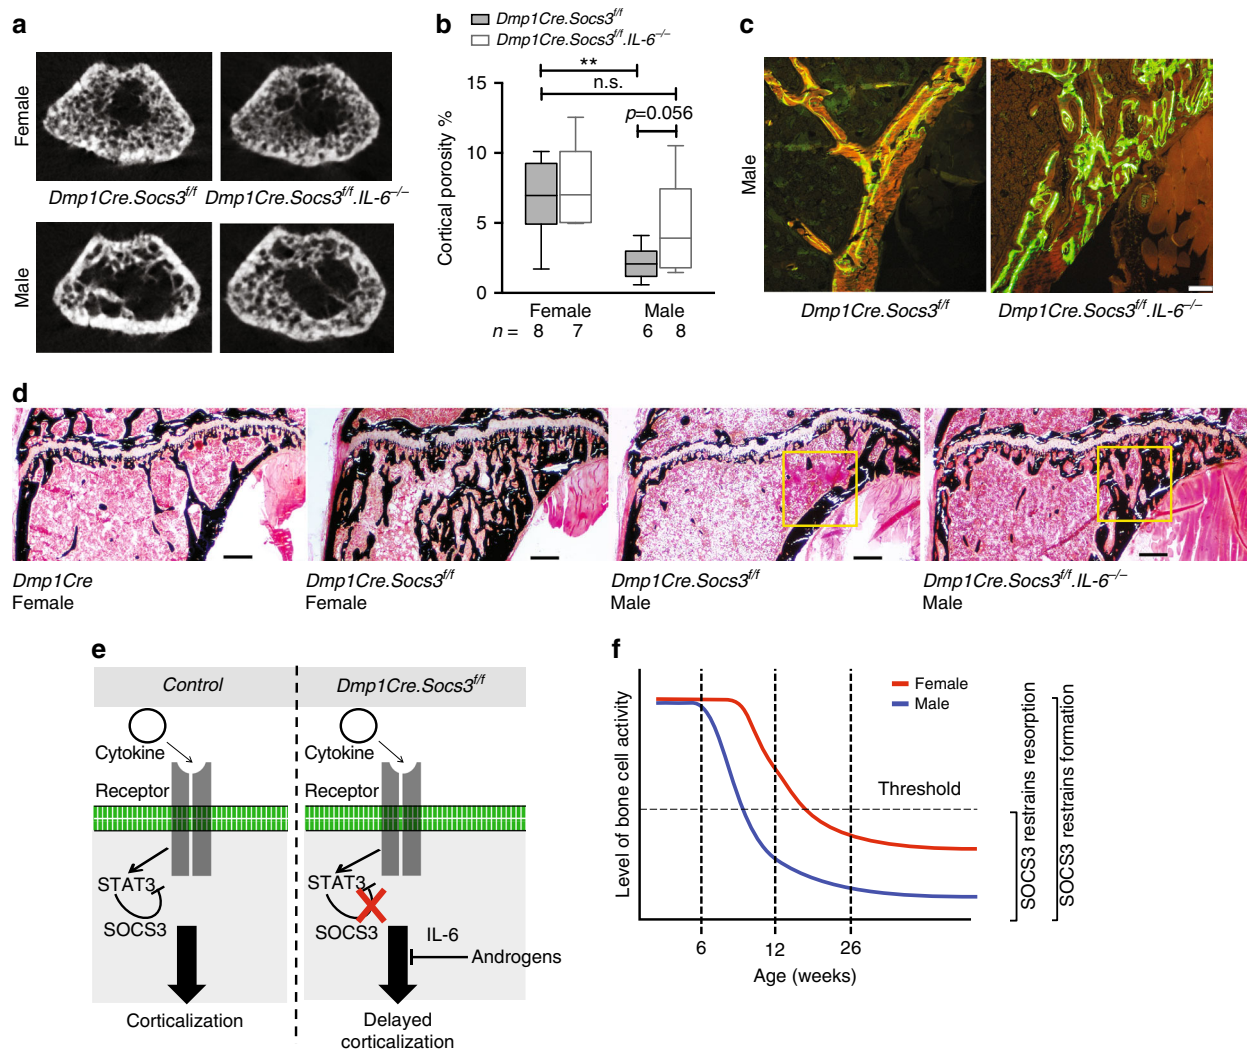 a
Female
Dmp1Cre.Socs3f/f
Dmp1Cre.Socs3f/f.IL-6–/–
Male
b
Dmp1Cre.Socs3f/f
Dmp1Cre.Socs3f/f.IL-6–/–
**
n.s.
p=0.056
Cortical porosity %
15
10
5
0
Female
Male
n = 8 7 6 8
c
Male
Dmp1Cre.Socs3f/f
Dmp1Cre.Socs3f/f.IL-6–/–
d
Dmp1Cre
Female
Dmp1Cre.Socs3f/f
Female
Dmp1Cre.Socs3f/f
Male
Dmp1Cre.Socs3f/f.IL-6–/–
Male
e
Control
Cytokine
Receptor
STAT3
SOCS3
Corticalization
Dmp1Cre.Socs3f/f
Cytokine
Receptor
STAT3
SOCS3
IL-6
Androgens
Delayed
corticalization
f
Level of bone cell activity
Female
Male
Threshold
6
12
26
Age (weeks)
SOCS3 restrains resorption
SOCS3 restrains formation